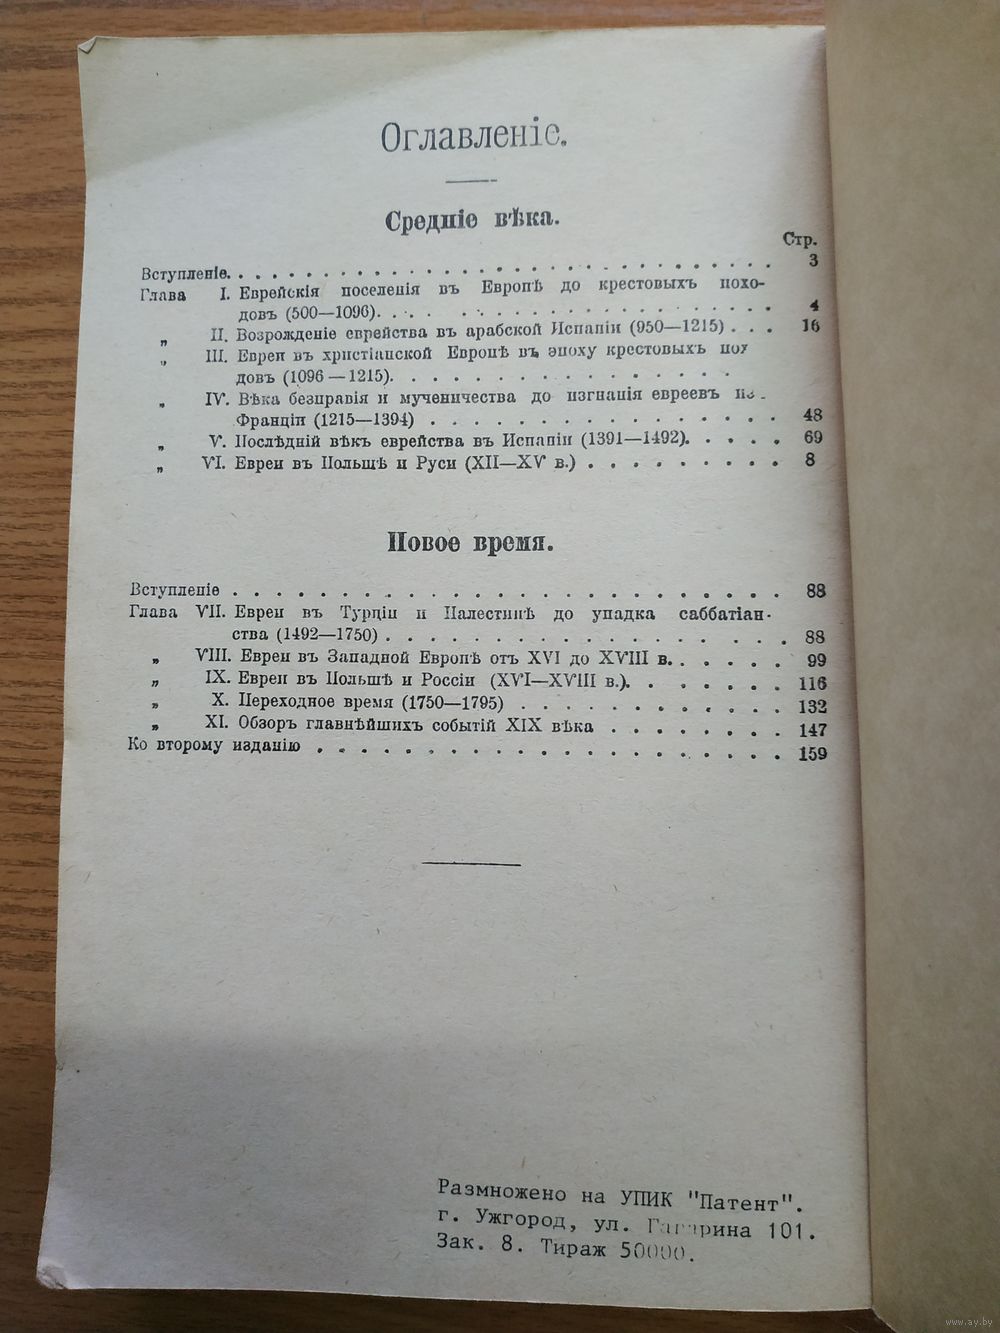 Оглавленіе.
Средніе вѣка.
Стр.
Вступленіе. . . . . . . . . . . . . . . . . . . . . . . . 3
Глава I. Еврейскія поселенія въ Европѣ до крестовыхъ похо-
довъ (500—1096). . . . . . . . . . . . . . . . . . . . 4
„ II. Возрожденіе еврейства въ арабской Испаніи (950—1215) . . . 16
„ III. Евреи въ христіанской Европѣ въ эпоху крестовыхъ
довъ (1096—1215). . . . . . . . . . . . . . . .
„ IV. Вѣка безправія и мученичества до изгнанія евреевъ из
Франціи (1215—1394) . . . . . . . . . . . . . . . . . 48
„ V. Послѣдній вѣкъ еврейства въ Испаніи (1391—1492). . . . . 69
„ VI. Евреи въ Польшѣ и Руси (XII—XV в.) . . . . . . . . . 8
Новое время.
Вступленіе . . . . . . . . . . . . . . . . . . . . . . . . 88
Глава VII. Евреи въ Турціи и Палестинѣ до упадка саббатіан-
ства (1492—1750) . . . . . . . . . . . . . . . . . . . 88
„ VIII. Евреи въ Западной Европѣ отъ XVI до XVIII в. . . . . . 99
„ IX. Евреи въ Польшѣ и Россіи (XVI—XVIII в.). . . . . . . . 116
„ X. Переходное время (1750—1795) . . . . . . . . . . . . . 132
„ XI. Обзоръ главнѣйшихъ событій XIX вѣка . . . . . . . . 147
Ко второму изданію . . . . . . . . . . . . . . . . . . . . . 159
Размножено на УПИК "Патент".
г. Ужгород, ул. Гагарина 101.
Зак. 8. Тираж 50000.
www.ay.by